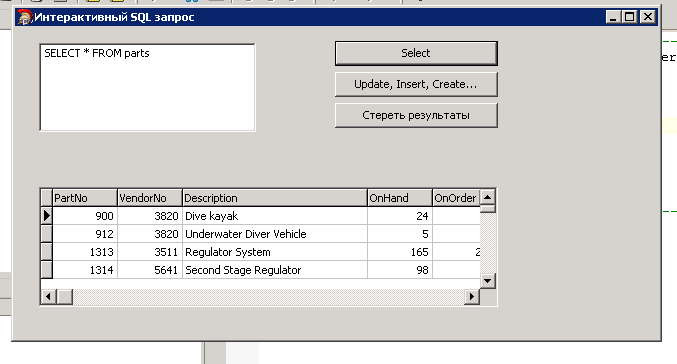 Интерактивный SQL запрос
SELECT * FROM parts
Select
Update, Insert, Create...
Стереть результаты
PartNo VendorNo Description OnHand OnOrder
900 3820 Dive kayak 24
912 3820 Underwater Diver Vehicle 5
1313 3511 Regulator System 165 2
1314 5641 Second Stage Regulator 98
er